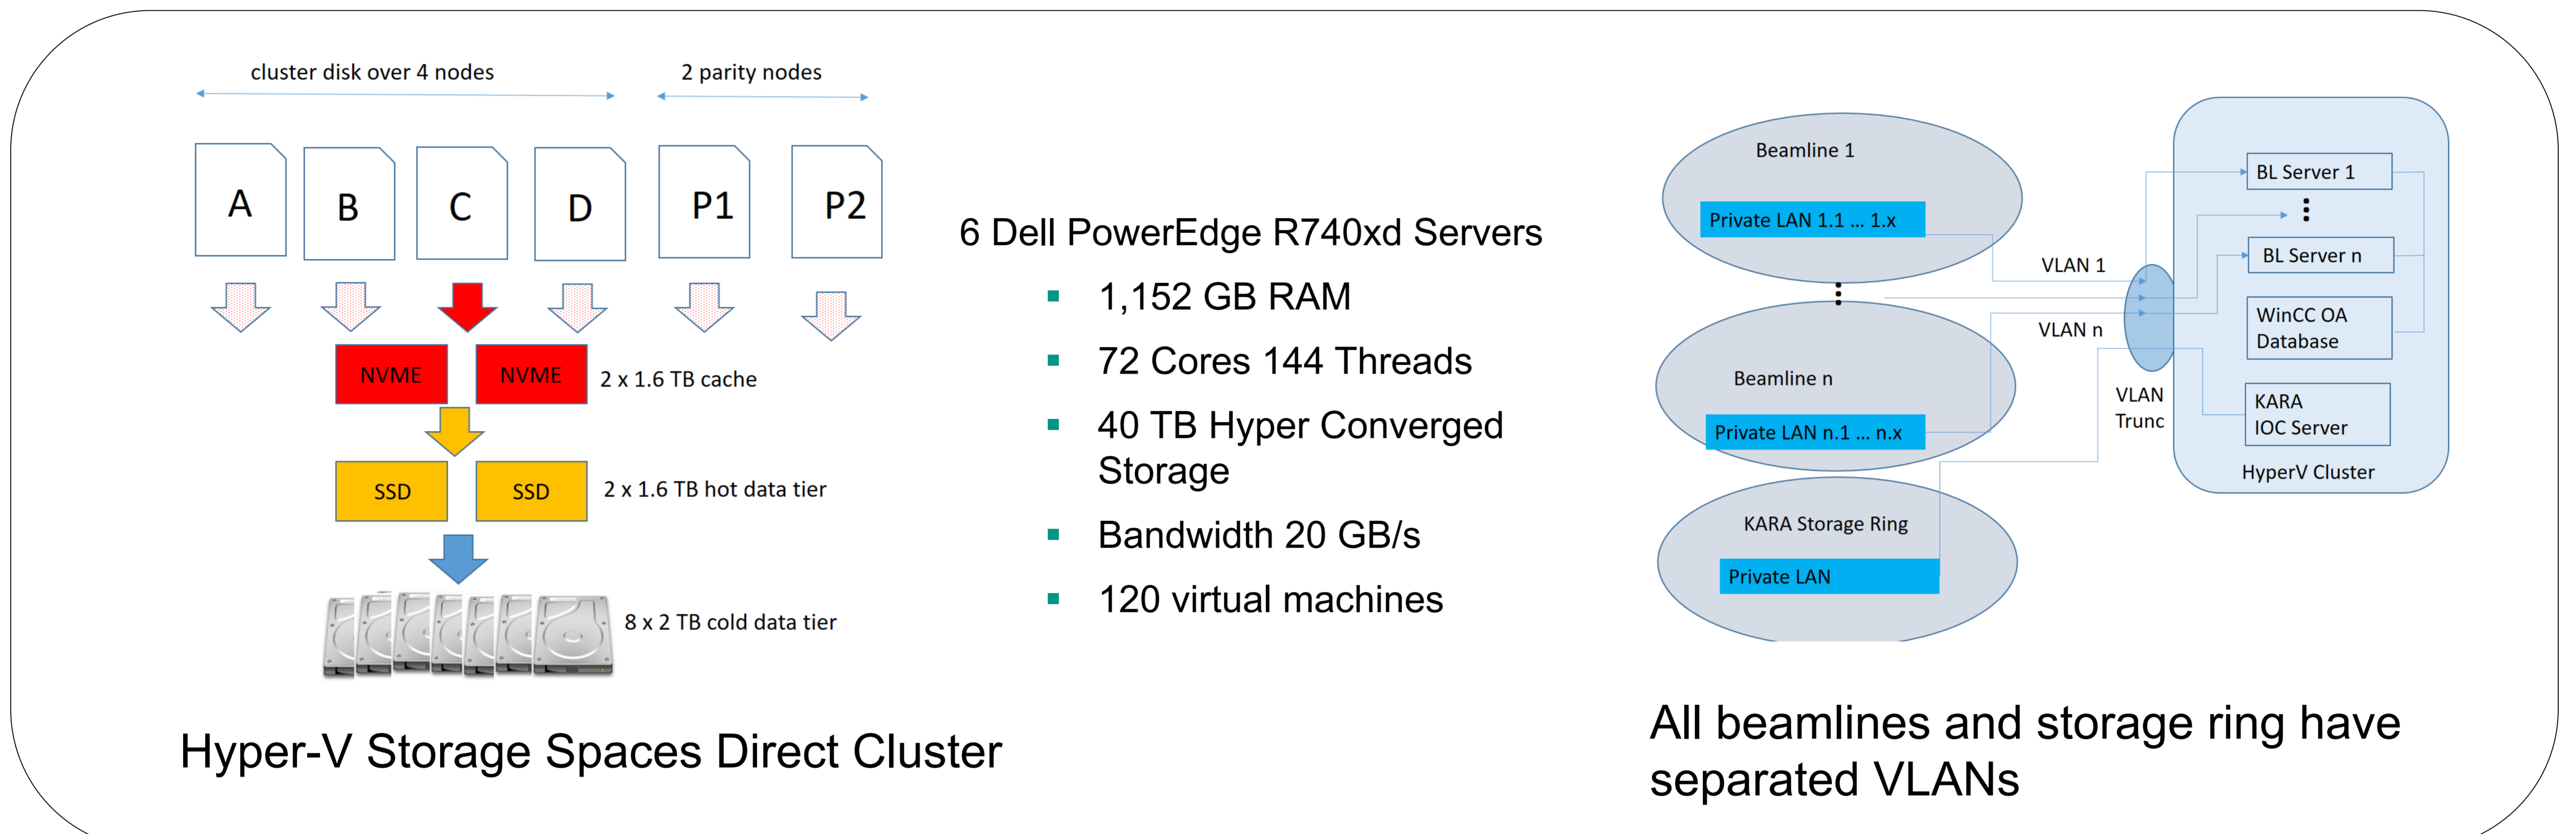 cluster disk over 4 nodes
2 parity nodes
A
B
C
D
P1
P2
NVME
NVME
2 x 1.6 TB cache
SSD
SSD
2 x 1.6 TB hot data tier
8 x 2 TB cold data tier
Hyper-V Storage Spaces Direct Cluster
6 Dell PowerEdge R740xd Servers
▪ 1,152 GB RAM
▪ 72 Cores 144 Threads
▪ 40 TB Hyper Converged
Storage
▪ Bandwidth 20 GB/s
▪ 120 virtual machines
Beamline 1
Private LAN 1.1 ... 1.x
Beamline n
Private LAN n.1 ... n.x
KARA Storage Ring
Private LAN
VLAN 1
VLAN n
VLAN
Trunc
BL Server 1
BL Server n
WinCC OA
Database
KARA
IOC Server
HyperV Cluster
All beamlines and storage ring have
separated VLANs